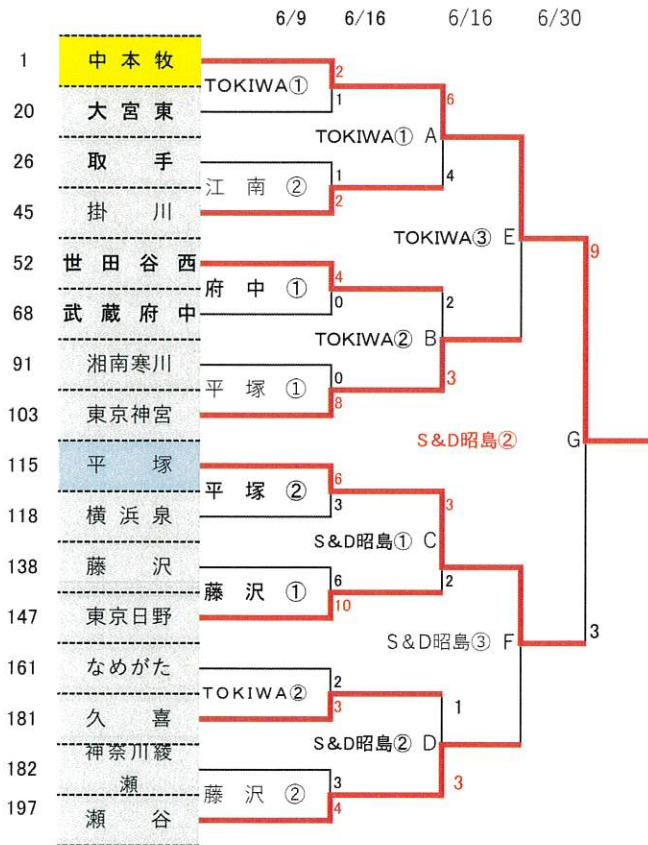 6/9 6/16 6/16 6/30
1 中本牧 2
TOKIWA① 6
20 大宮東 1
TOKIWA① A
26 取手 1 4
江南②
45 掛川 2
TOKIWA③ E 9
52 世田谷西 4
府中① 2
68 武蔵府中 0
TOKIWA② B
91 湘南寒川 0 3
平塚①
103 東京神宮 8
S&D昭島② G
115 平塚 6
平塚② 3
118 横浜泉 3
S&D昭島① C
138 藤沢 6 2
藤沢①
147 東京日野 10
S&D昭島③ F 3
161 なめがた 2
TOKIWA② 1
181 久喜 3
S&D昭島② D
182 神奈川綾瀬 3 3
藤沢②
197 瀬谷 4